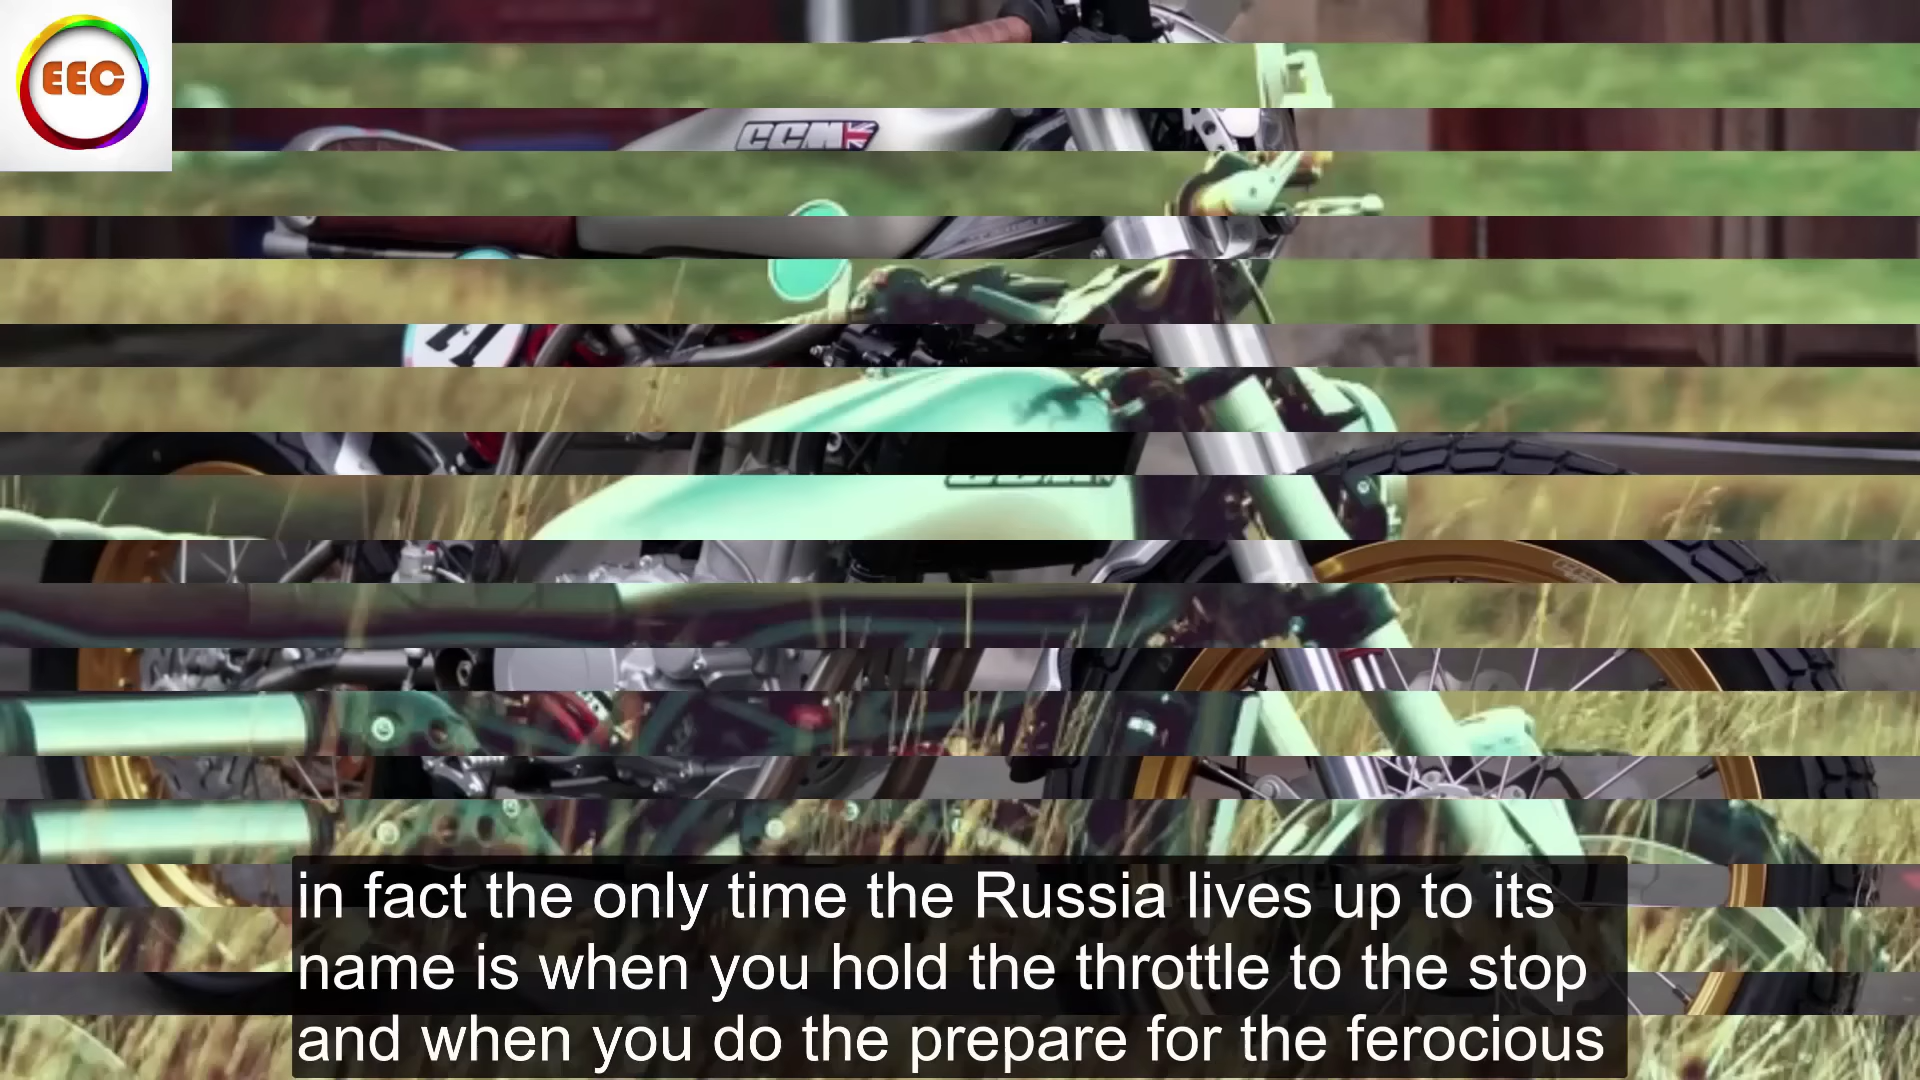 EEC
CCM
in fact the only time the Russia lives up to its
name is when you hold the throttle to the stop
and when you do the prepare for the ferocious